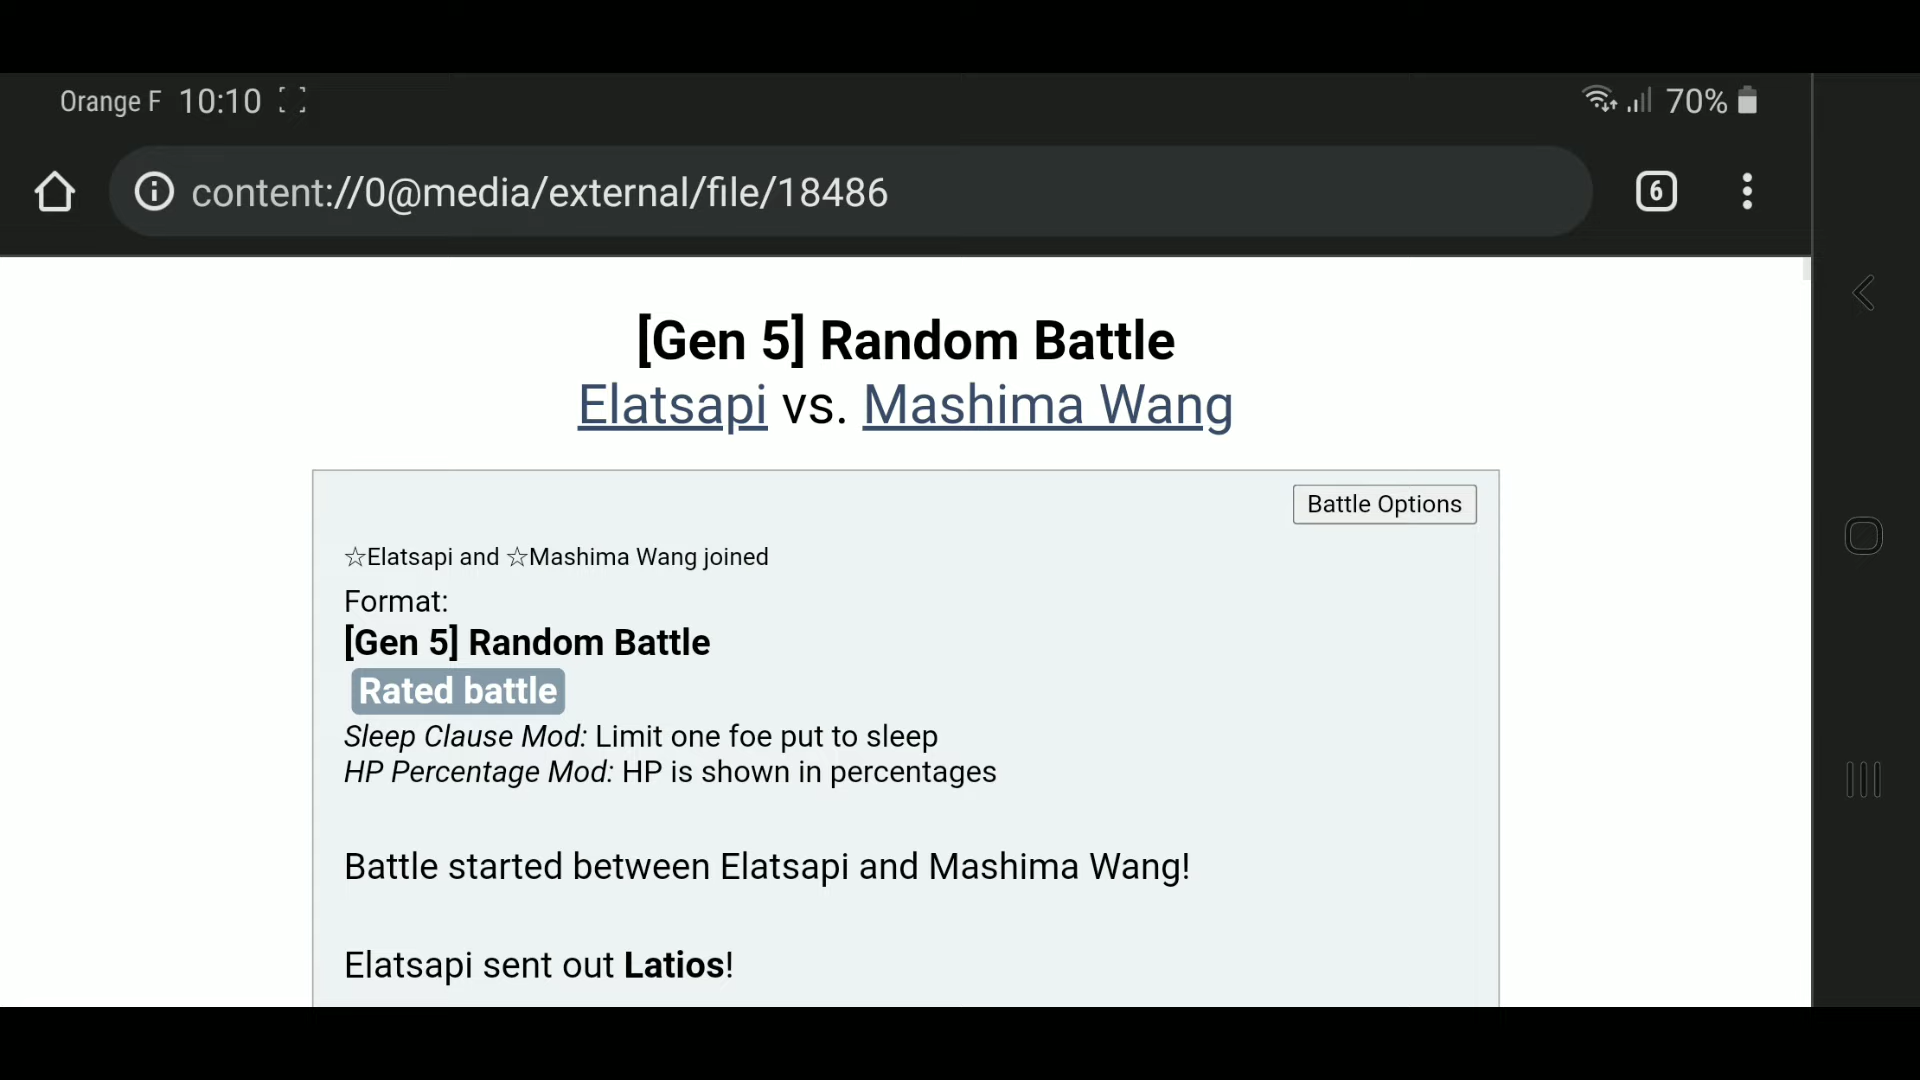 Orange F 10:10 70%
content://0@media/external/file/18486 6
[Gen 5] Random Battle
Elatsapi vs. Mashima Wang
Battle Options
☆Elatsapi and ☆Mashima Wang joined
Format:
[Gen 5] Random Battle
Rated battle
Sleep Clause Mod: Limit one foe put to sleep
HP Percentage Mod: HP is shown in percentages
Battle started between Elatsapi and Mashima Wang!
Elatsapi sent out Latios!